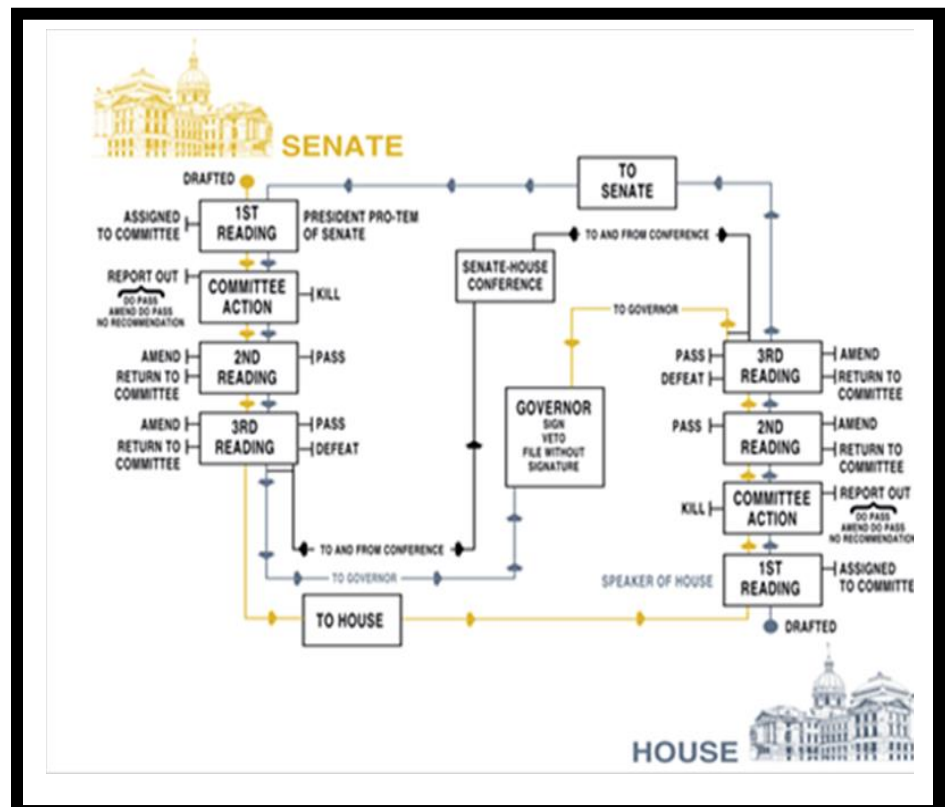 SENATE
DRAFTED
ASSIGNED
TO COMMITTEE
1ST
READING
PRESIDENT PRO-TEM
OF SENATE
REPORT OUT
DO PASS
AMEND DO PASS
NO RECOMMENDATION
COMMITTEE
ACTION
KILL
AMEND
RETURN TO
COMMITTEE
2ND
READING
PASS
AMEND
RETURN TO
COMMITTEE
3RD
READING
PASS
DEFEAT
TO
SENATE
TO AND FROM CONFERENCE
SENATE-HOUSE
CONFERENCE
TO GOVERNOR
GOVERNOR
SIGN
VETO
FILE WITHOUT
SIGNATURE
TO AND FROM CONFERENCE
TO GOVERNOR
TO HOUSE
PASS
DEFEAT
3RD
READING
AMEND
RETURN TO
COMMITTEE
PASS
2ND
READING
AMEND
RETURN TO
COMMITTEE
KILL
COMMITTEE
ACTION
REPORT OUT
DO PASS
AMEND DO PASS
NO RECOMMENDATION
SPEAKER OF HOUSE
1ST
READING
ASSIGNED
TO COMMITTE
DRAFTED
HOUSE